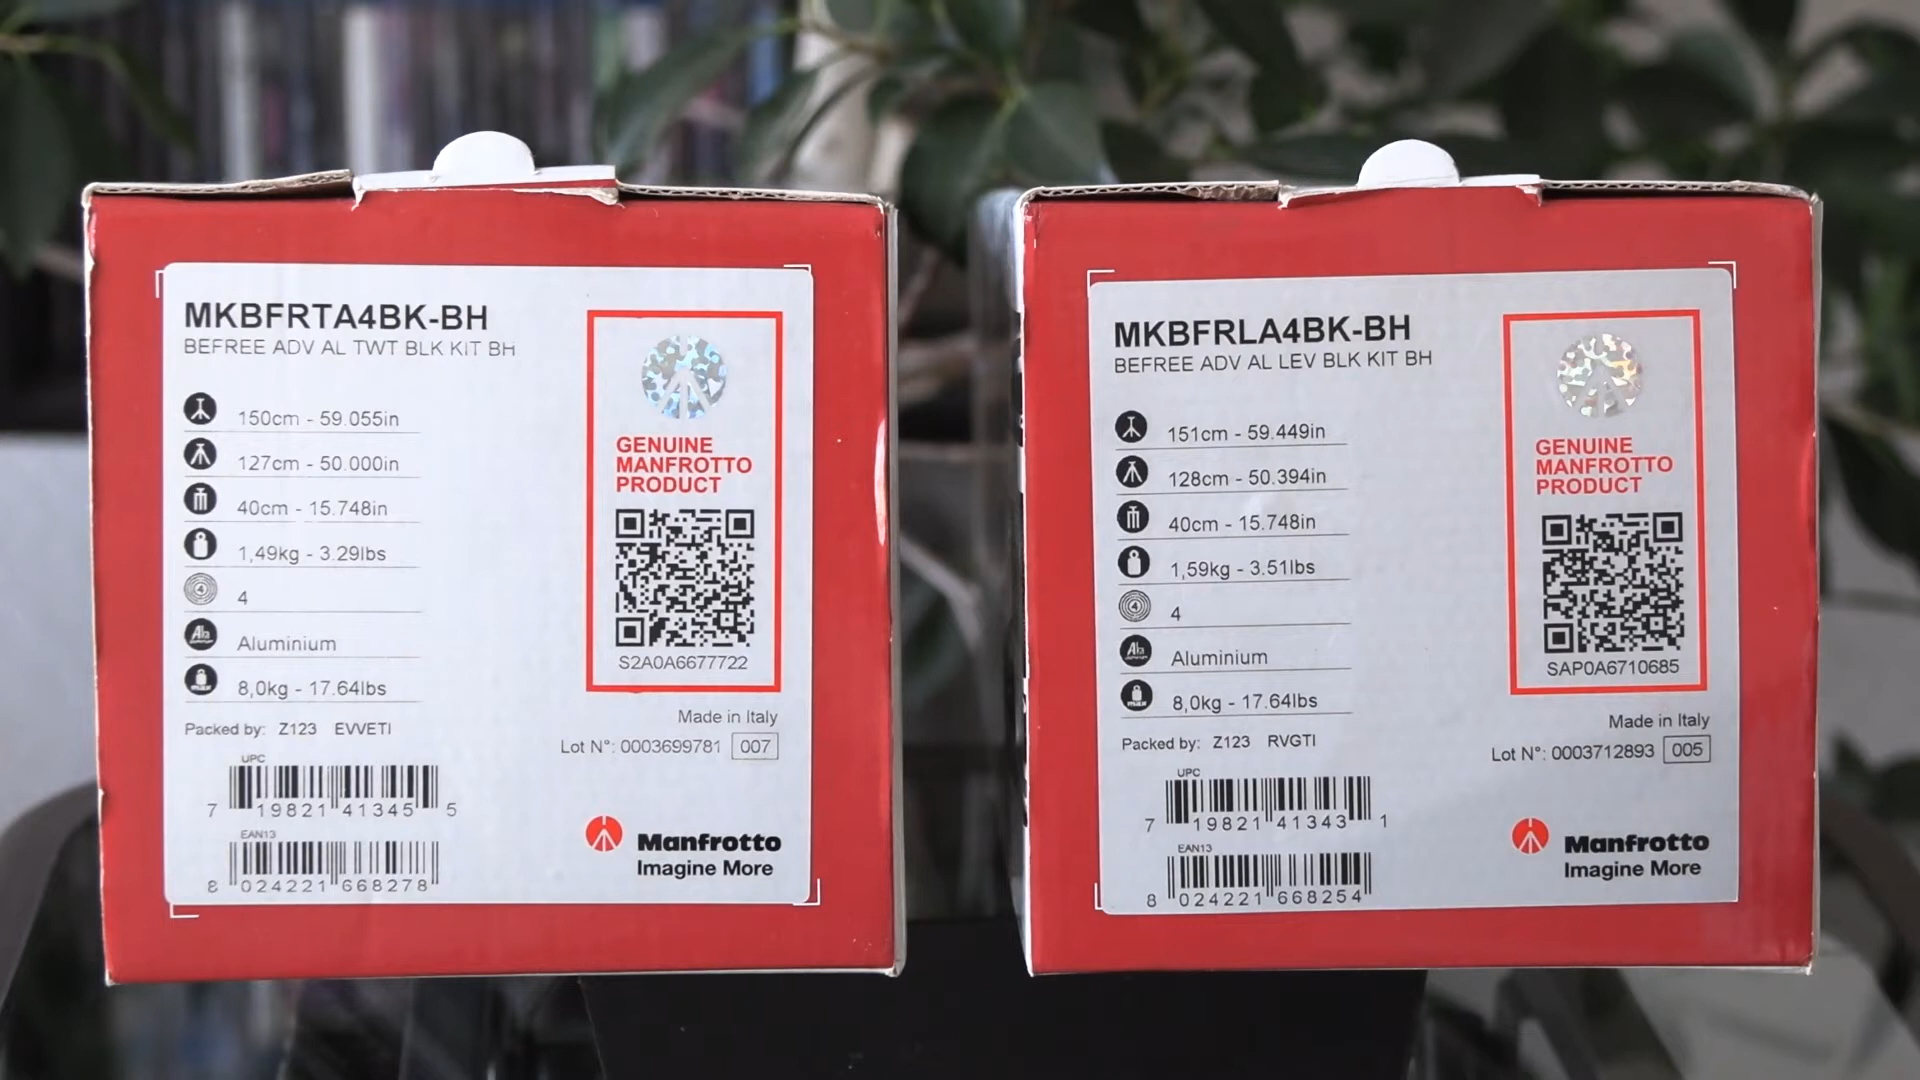 MKBFRTA4BK-BH
BEFREE ADV AL TWT BLK KIT BH
150cm - 59.055in
127cm - 50.000in
40cm - 15.748in
1,49kg - 3.29lbs
4
Aluminium
8,0kg - 17.64lbs
Packed by: Z123 EVVETI
UPC
7 19821 41345 5
EAN13
8 024221 668278
GENUINE
MANFROTTO
PRODUCT
S2A0A6677722
Made in Italy
Lot N°: 0003699781 007
Manfrotto
Imagine More
MKBFRLA4BK-BH
BEFREE ADV AL LEV BLK KIT BH
151cm - 59.449in
128cm - 50.394in
40cm - 15.748in
1,59kg - 3.51lbs
4
4
Aluminium
8,0kg - 17.64lbs
Packed by: Z123 RVGTI
UPC
7 19821 41343 1
EAN13
8 024221 668254
GENUINE
MANFROTTO
PRODUCT
SAP0A6710685
Made in Italy
Lot N°: 0003712893 005
Manfrotto
Imagine More